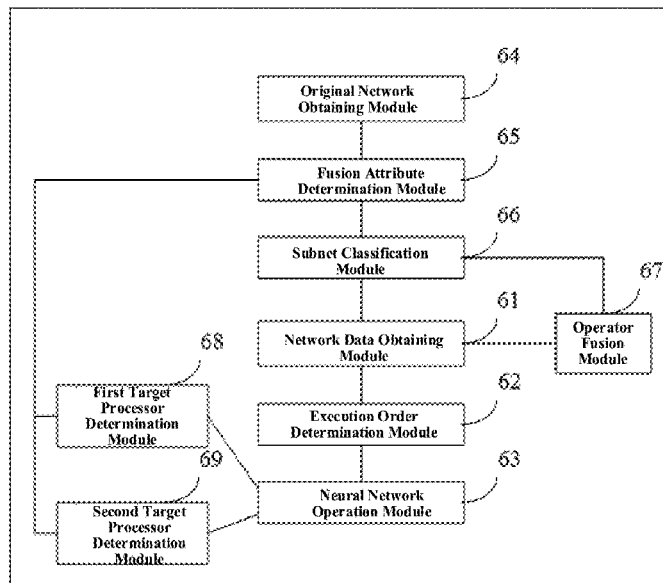 64
Original Network
Obtaining Module
65
Fusion Attribute
Determination Module
66
Subnet Classification
Module
67
Operator
Fusion
Module
61
Network Data Obtaining
Module
68
First Target
Processor
Determination
Module
62
Execution Order
Determination Module
69
Second Target
Processor
Determination
Module
63
Neural Network
Operation Module